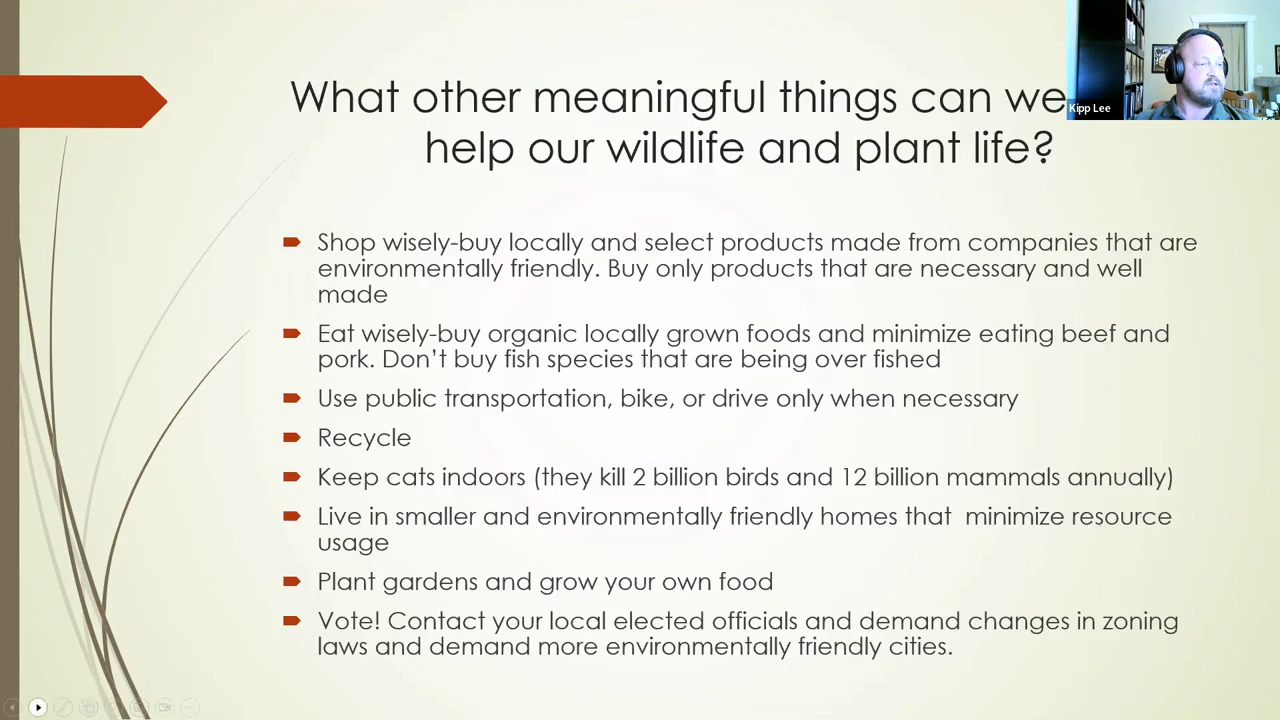 What other meaningful things can we
help our wildlife and plant life?
Kipp Lee
Shop wisely-buy locally and select products made from companies that are
environmentally friendly. Buy only products that are necessary and well
made
Eat wisely-buy organic locally grown foods and minimize eating beef and
pork. Don’t buy fish species that are being over fished
Use public transportation, bike, or drive only when necessary
Recycle
Keep cats indoors (they kill 2 billion birds and 12 billion mammals annually)
Live in smaller and environmentally friendly homes that  minimize resource
usage
Plant gardens and grow your own food
Vote! Contact your local elected officials and demand changes in zoning
laws and demand more environmentally friendly cities.